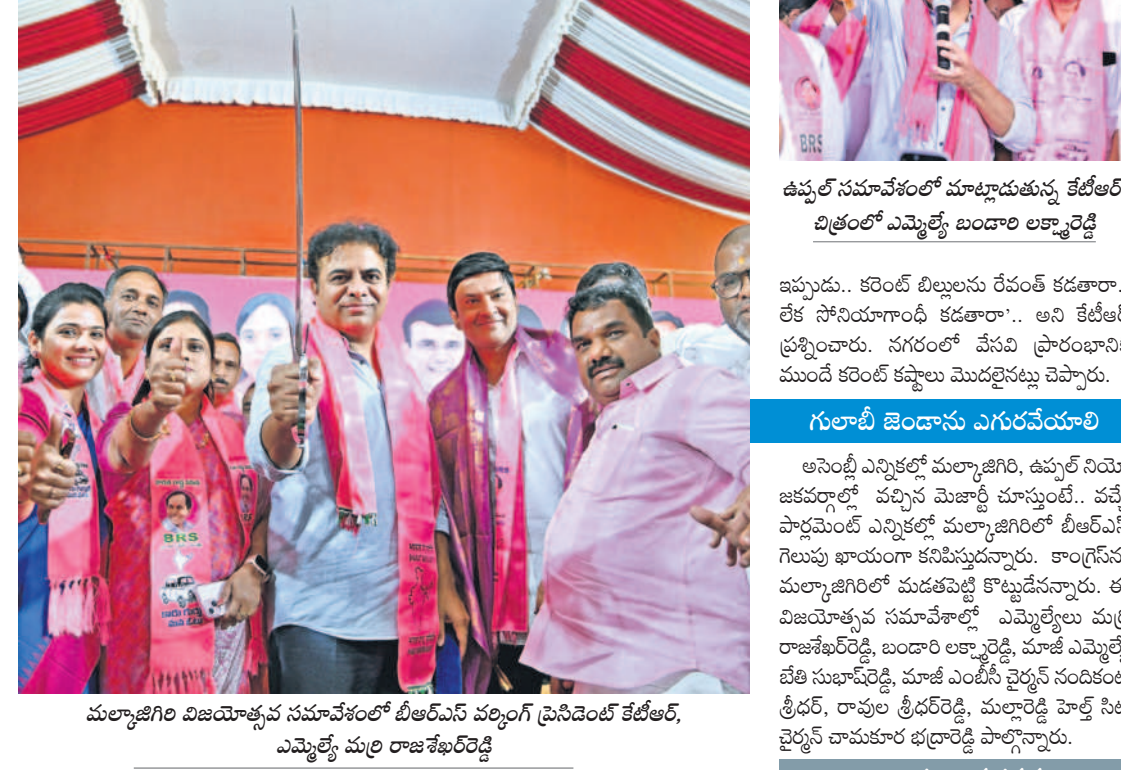 BRS
BRS
మల్కాజిగిరి విజయోత్సవ సమావేశంలో బీఆర్ఎస్ వర్కింగ్ ప్రెసిడెంట్ కేటీఆర్,
ఎమ్మెల్యే మర్రి రాజశేఖర్‌రెడ్డి
ఉప్పల్ సమావేశంలో మాట్లాడుతున్న కేటీఆర్
చిత్రంలో ఎమ్మెల్యే బండారి లక్ష్మారెడ్డి
ఇప్పుడు.. కరెంట్ బిల్లులను రేవంత్ కడతారా.
లేక సోనియాగాంధీ కడతారా’.. అని కేటీఆర్
ప్రశ్నించారు. నగరంలో వేసవి ప్రారంభానికి
ముందే కరెంట్ కష్టాలు మొదలైనట్లు చెప్పారు.
గులాబీ జెండాను ఎగురవేయాలి
అసెంబ్లీ ఎన్నికల్లో మల్కాజిగిరి, ఉప్పల్ నియో
జకవర్గాల్లో వచ్చిన మెజార్టీ చూస్తుంటే.. వచ్చే
పార్లమెంట్ ఎన్నికల్లో మల్కాజిగిరిలో బీఆర్ఎస్
గెలుపు ఖాయంగా కనిపిస్తుదన్నారు. కాంగ్రెస్‌ను
మల్కాజిగిరిలో మడతపెట్టి కొట్టుడేనన్నారు. ఈ
విజయోత్సవ సమావేశాల్లో ఎమ్మెల్యేలు మర్రి
రాజశేఖర్‌రెడ్డి, బండారి లక్ష్మారెడ్డి, మాజీ ఎమ్మెల్యే
బేతి సుభాష్‌రెడ్డి, మాజీ ఎంబీసీ చైర్మన్ నందికంటి
శ్రీధర్, రావుల శ్రీధర్‌రెడ్డి, మల్లారెడ్డి హెల్త్ సిటీ
చైర్మన్ చామకూర భద్రారెడ్డి పాల్గొన్నారు.